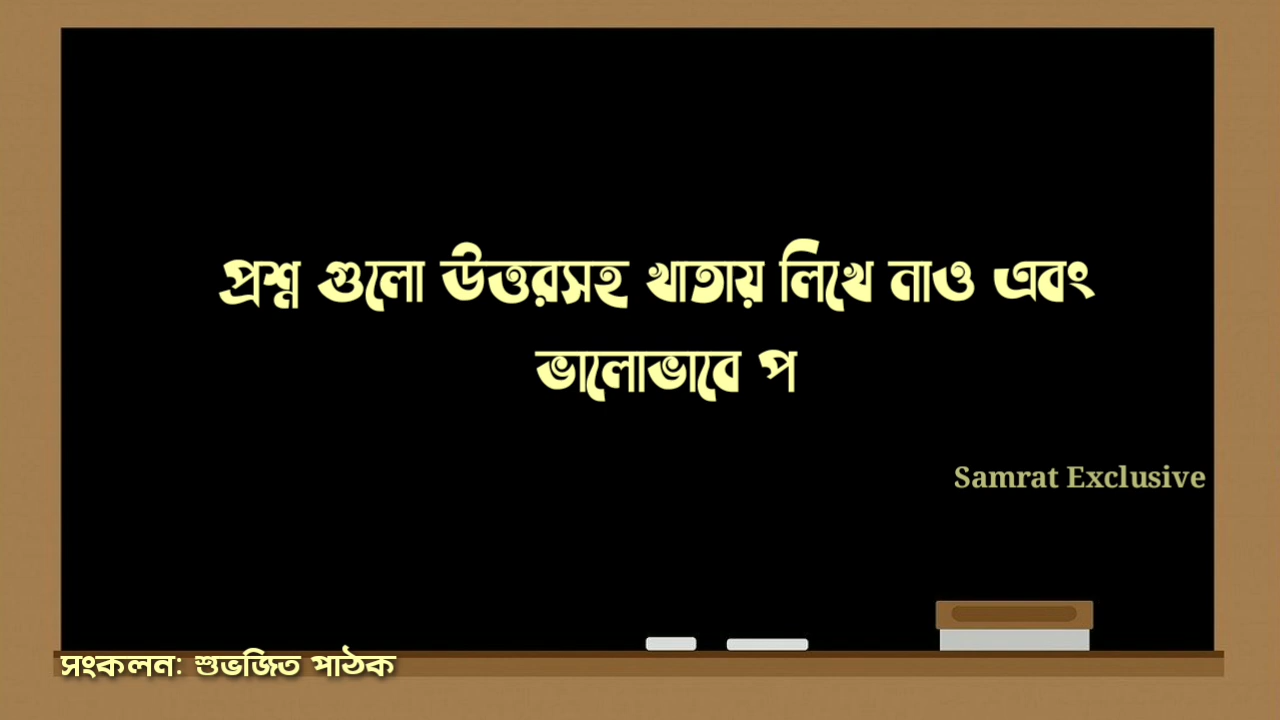 প্রশ্ন গুলো উত্তরসহ খাতায় লিখে নাও এবং
ভালোভাবে প
Samrat Exclusive
সংকলন: শুভজিত পাঠক